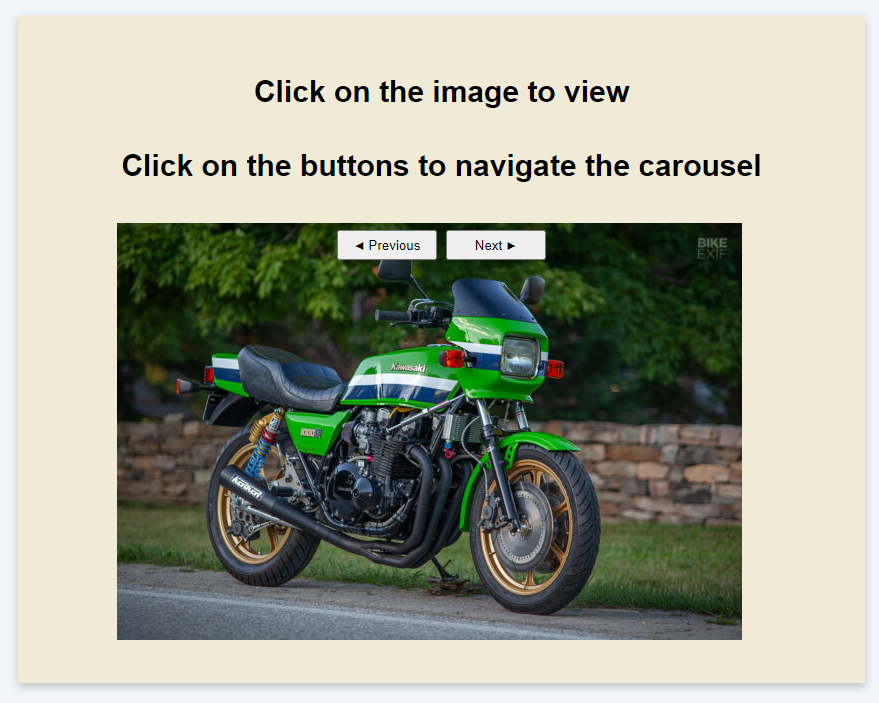 Click on the image to view
Click on the buttons to navigate the carousel
◄ Previous
Next ►
BIKE
EXIF
Kawasaki
1000R
KERKER